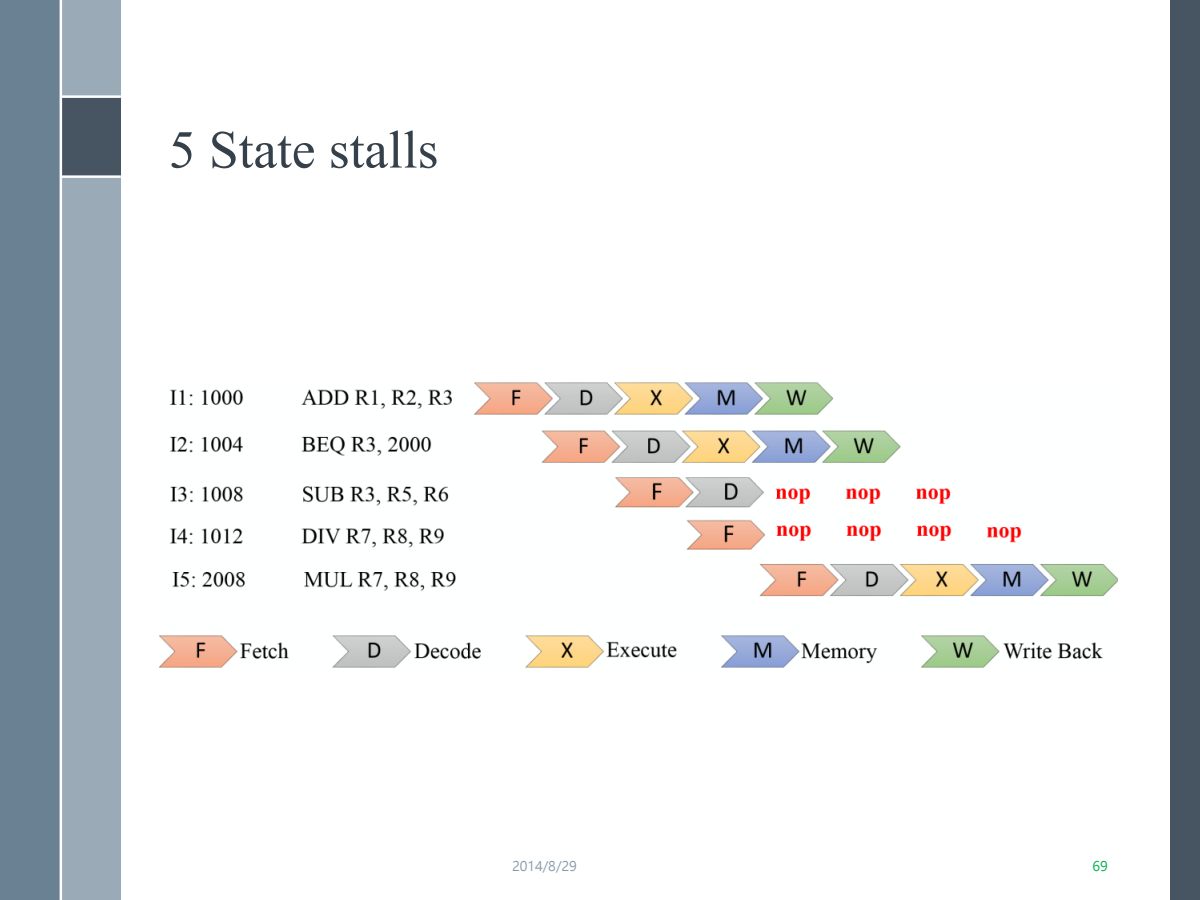 5 State stalls
I1: 1000 ADD R1, R2, R3 F D X M W
I2: 1004 BEQ R3, 2000 F D X M W
I3: 1008 SUB R3, R5, R6 F D nop nop nop
I4: 1012 DIV R7, R8, R9 F nop nop nop nop
I5: 2008 MUL R7, R8, R9 F D X M W
F Fetch D Decode X Execute M Memory W Write Back
2014/8/29 69